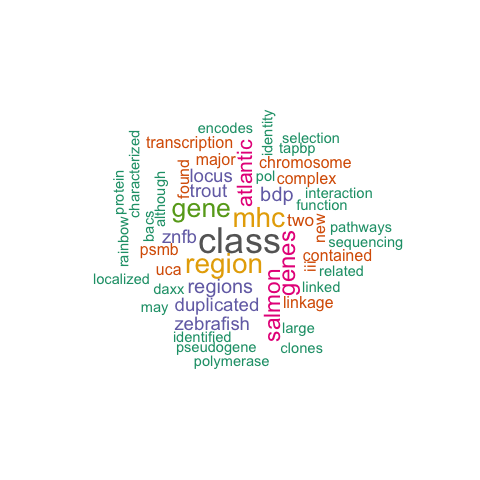 encodes
identity
selection
transcription
atlantic
tapbp
characterized
major
chromosome
found
locus
pol
complex
protein
although
trout
bdp
interaction
gene
mhc
function
two
new
rainbow
bacs
znfb
class
pathways
sequencing
psmb
genes
contained
uca
region
iii
related
localized
daxx
regions
salmon
linked
may
duplicated
linkage
zebrafish
large
identified
pseudogene
clones
polymerase